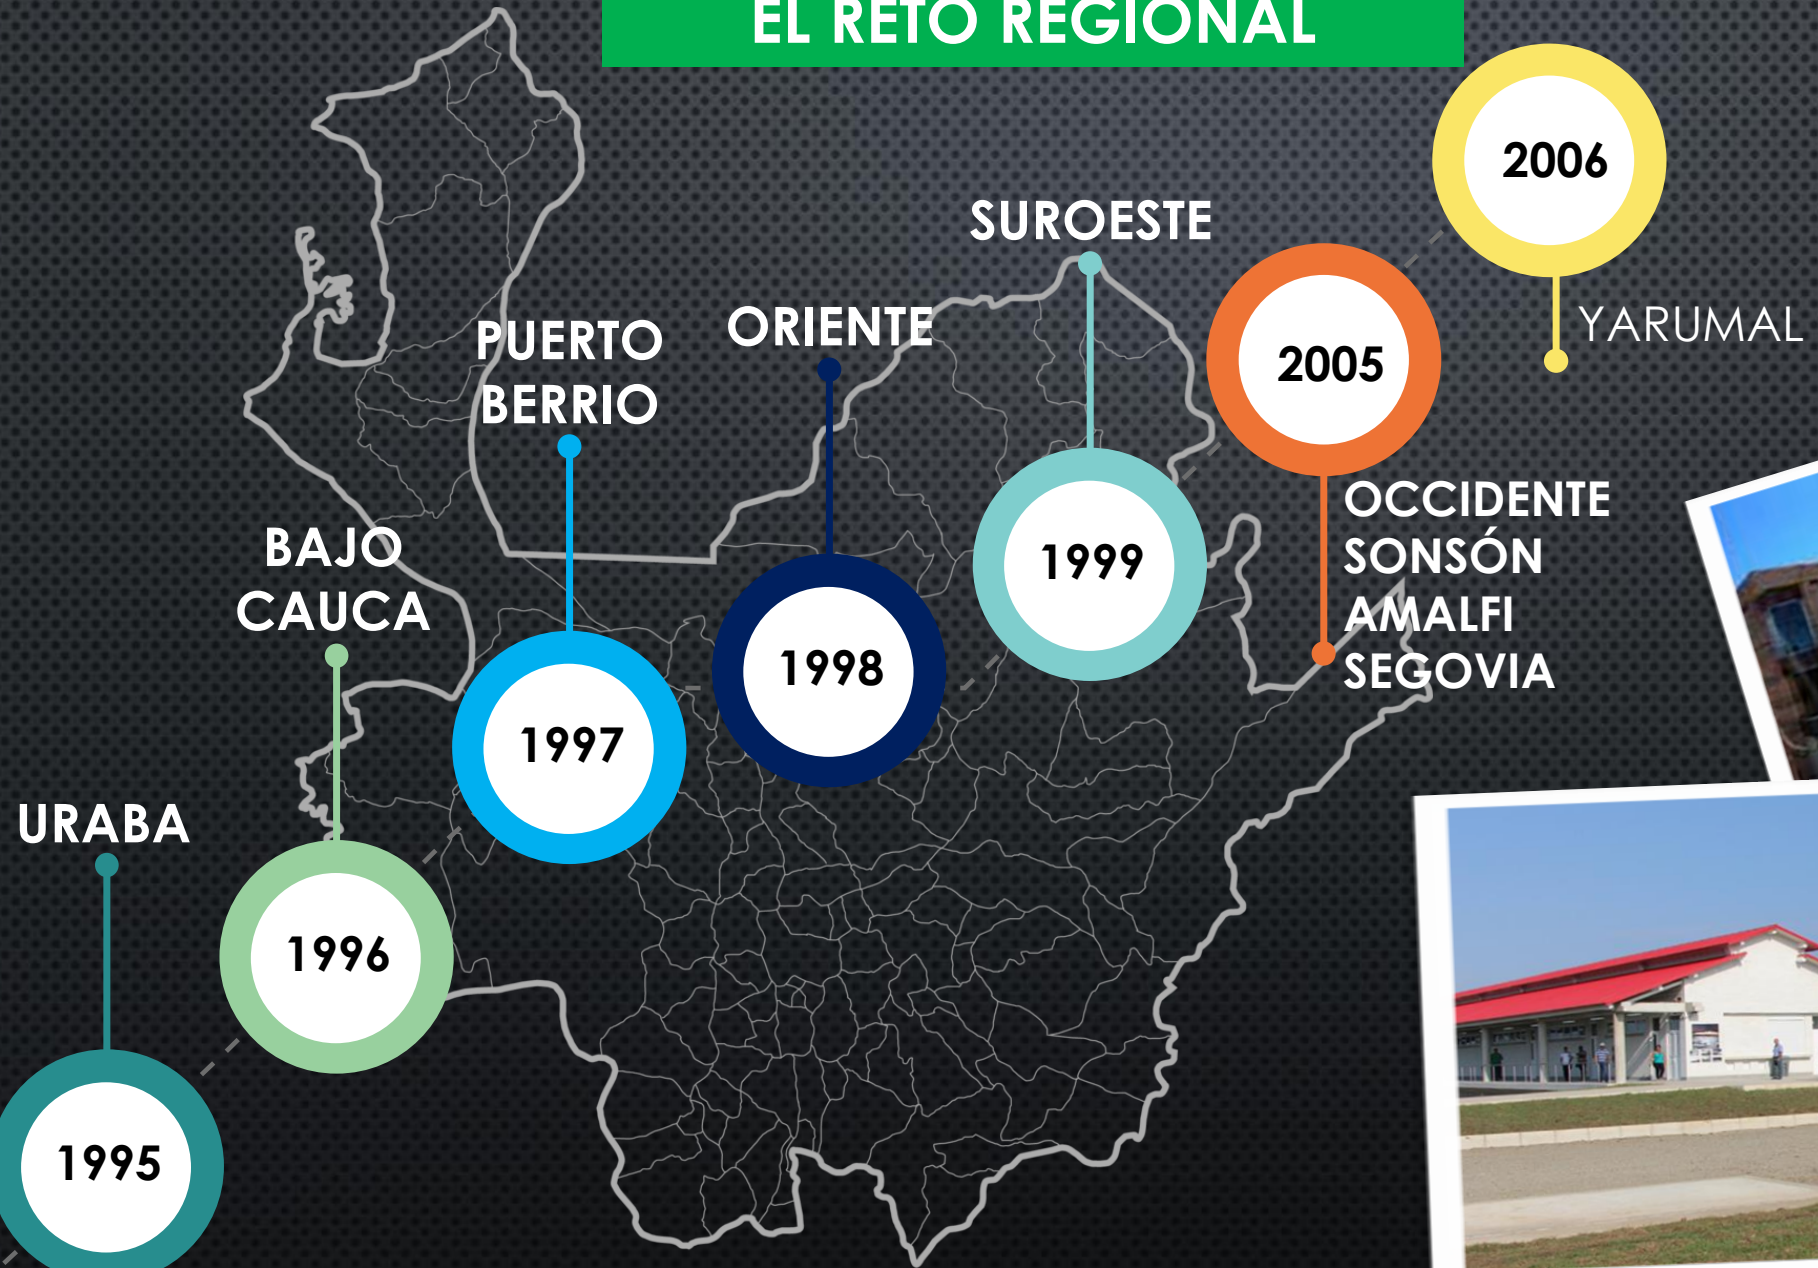 EL RETO REGIONAL
2006
YARUMAL
SUROESTE
2005
ORIENTE
PUERTO
BERRIO
OCCIDENTE
SONSÓN
AMALFI
SEGOVIA
1999
BAJO
CAUCA
1998
1997
URABA
1996
1995